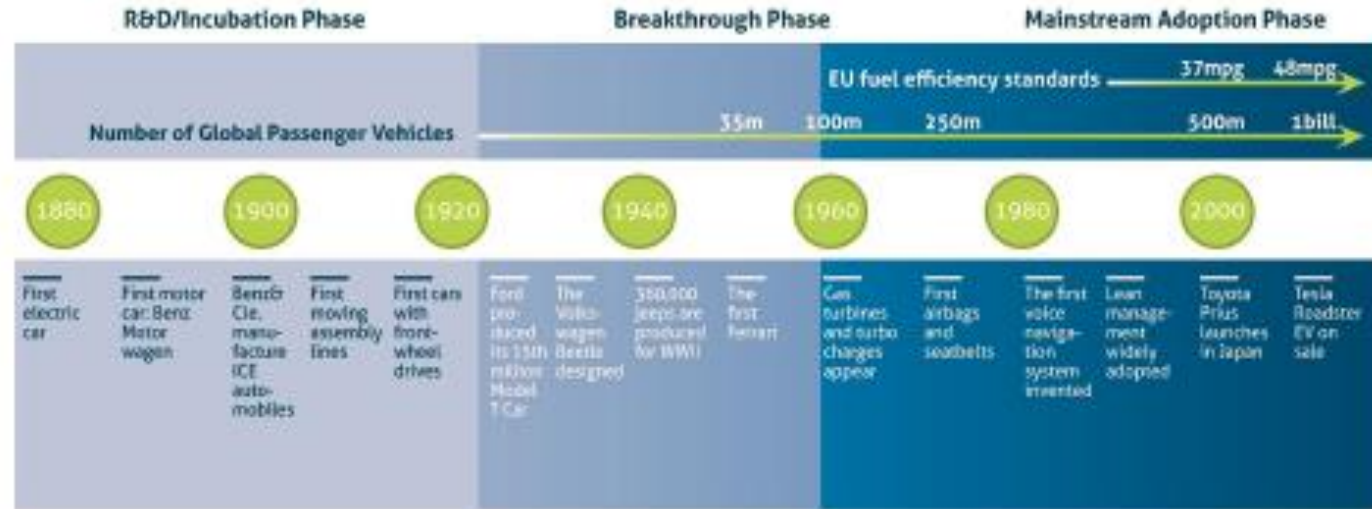 R&D/Incubation Phase
Breakthrough Phase
Mainstream Adoption Phase
EU fuel efficiency standards
37mpg
48mpg
Number of Global Passenger Vehicles
35m
100m
250m
500m
1bill
1880
1900
1920
1940
1960
1980
2000
First
electric
car
First motor
car: Benz
Motor
wagen
Benz&
Cie.
manu-
facture
ICE
auto-
mobiles
First
moving
assembly
lines
First cars
with
front-
wheel
drives
Ford
pro-
duced
its 15th
million
Model
T Car
The
Volks-
wagen
Beetle
designed
360,000
Jeeps are
produced
for WWII
The
first
Ferrari
Gas
turbines
and turbo
charges
appear
First
airbags
and
seatbelts
The first
voice
naviga-
tion
system
invented
Lean
manage-
ment
widely
adopted
Toyota
Prius
launches
in Japan
Tesla
Roadster
EV on
sale